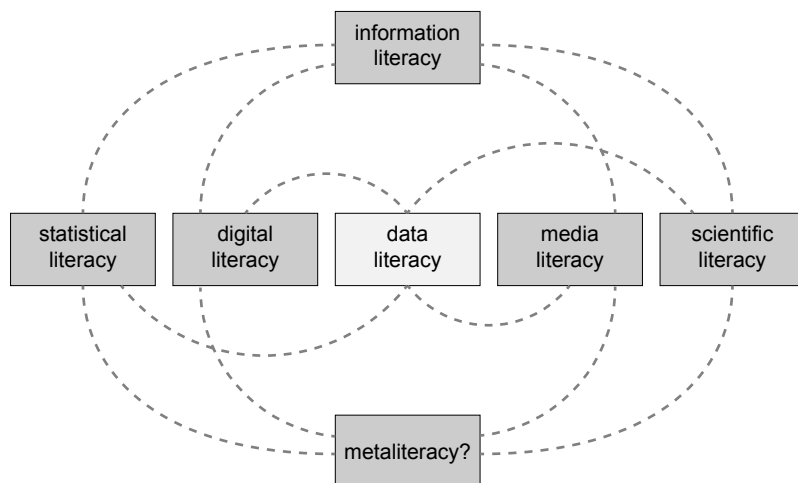 information
literacy
statistical
literacy
digital
literacy
data
literacy
media
literacy
scientific
literacy
metaliteracy?